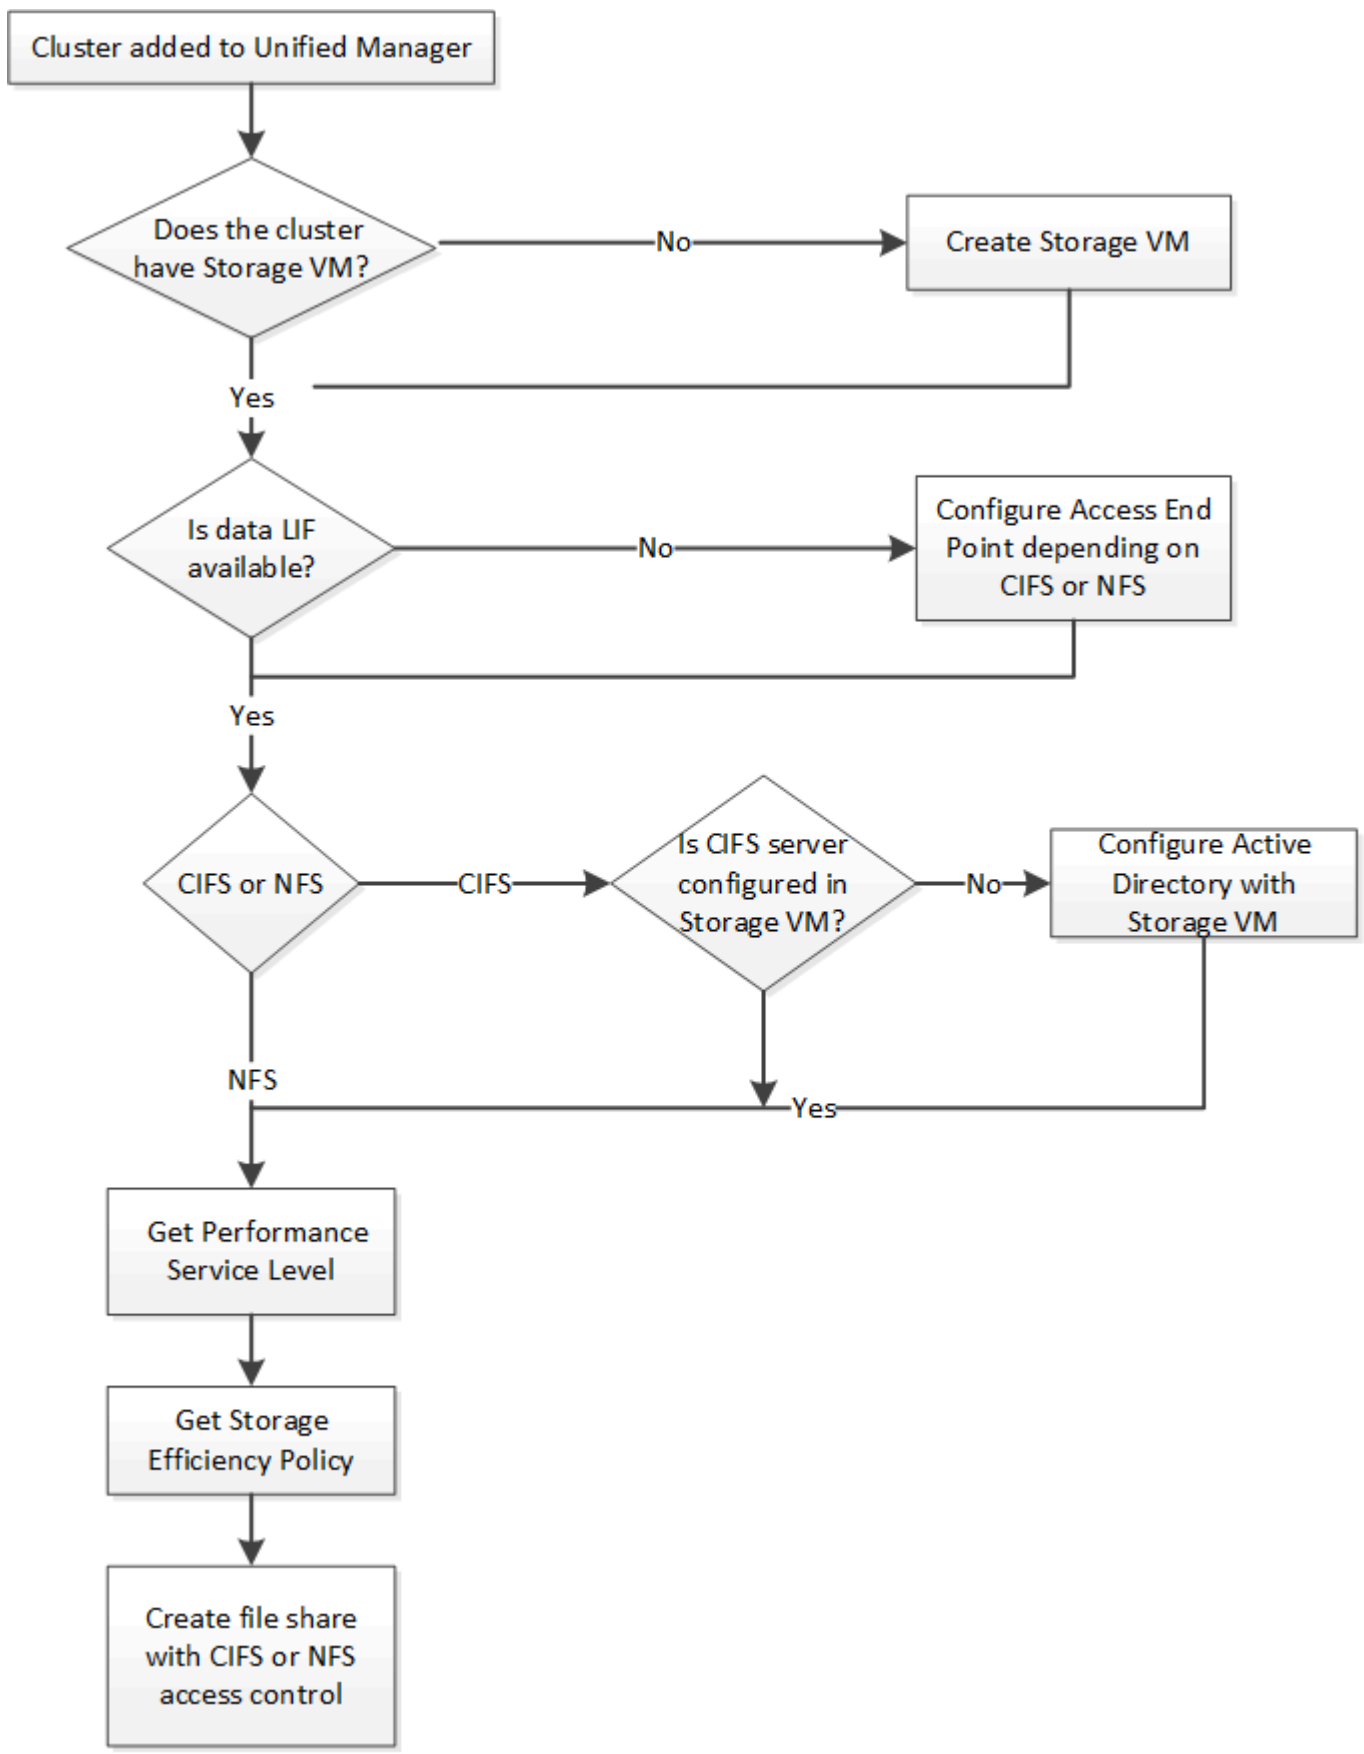 Cluster added to Unified Manager
Does the cluster
have Storage VM?
No
Create Storage VM
Yes
Is data LIF
available?
No
Configure Access End
Point depending on
CIFS or NFS
Yes
CIFS or NFS
CIFS
Is CIFS server
configured in
Storage VM?
No
Configure Active
Directory with
Storage VM
NFS
Yes
Get Performance
Service Level
Get Storage
Efficiency Policy
Create file share
with CIFS or NFS
access control